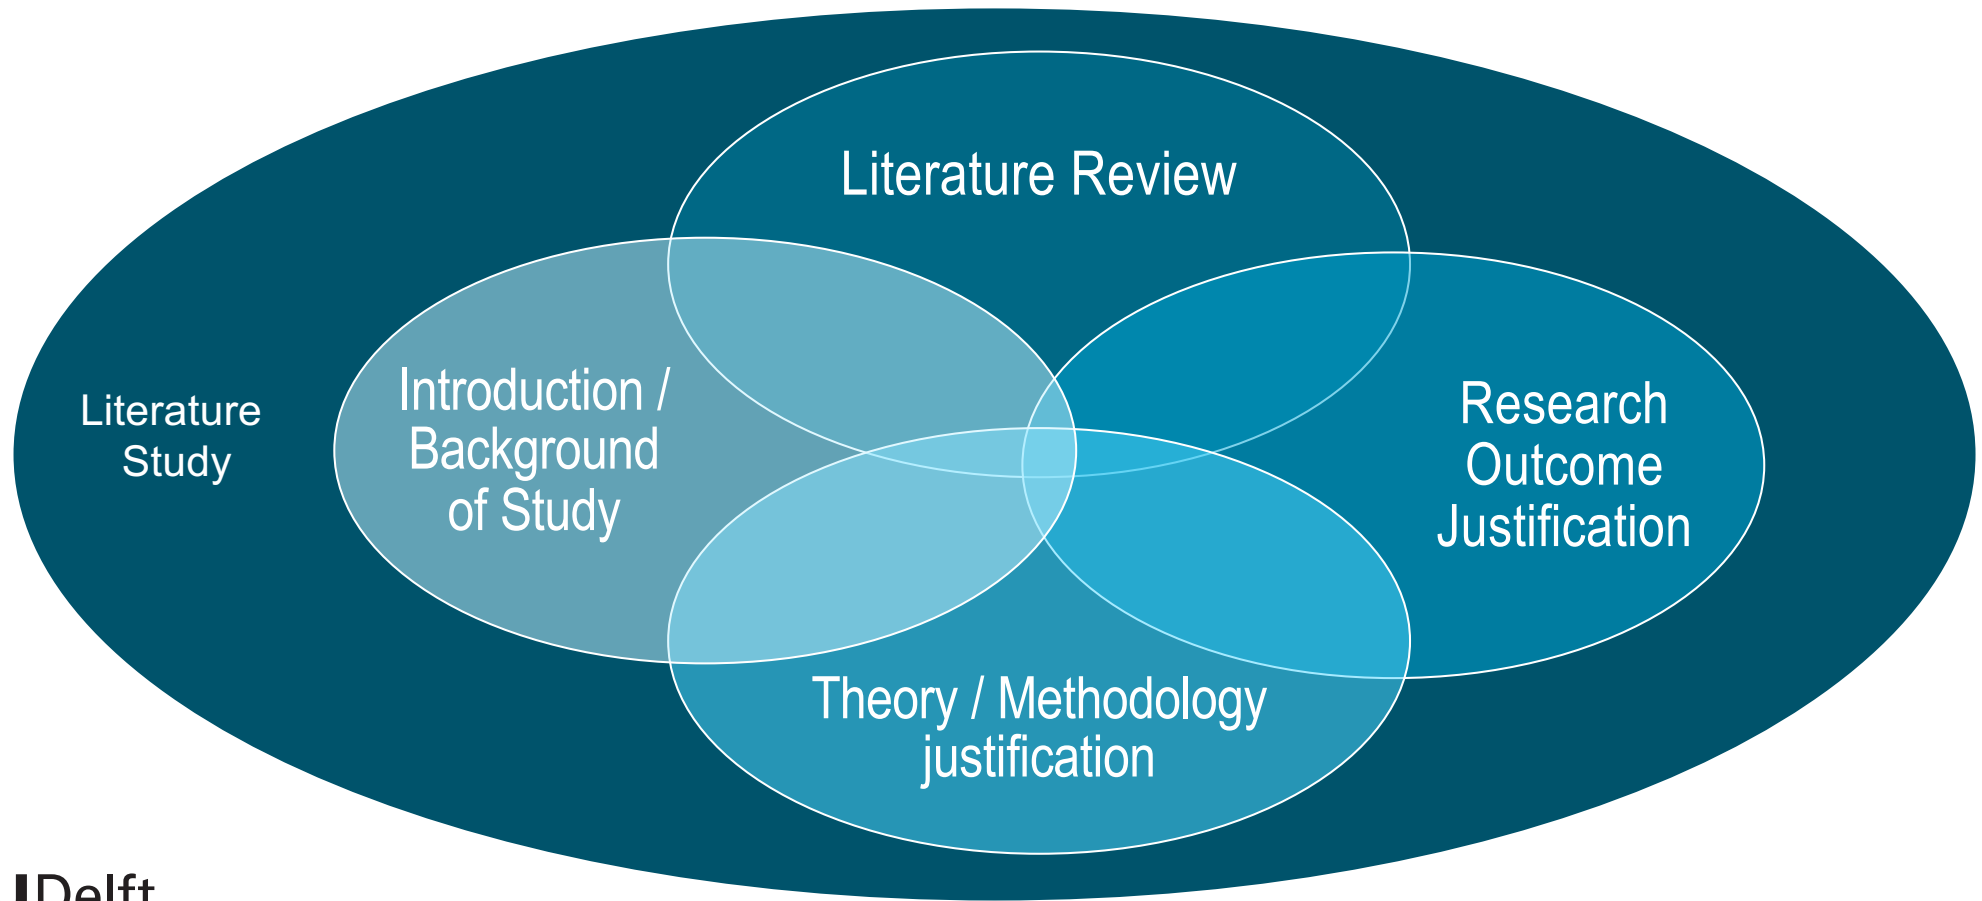 Literature Review
Literature
Study
Introduction /
Background
of Study
Research
Outcome
Justification
Theory / Methodology
justification
Delft